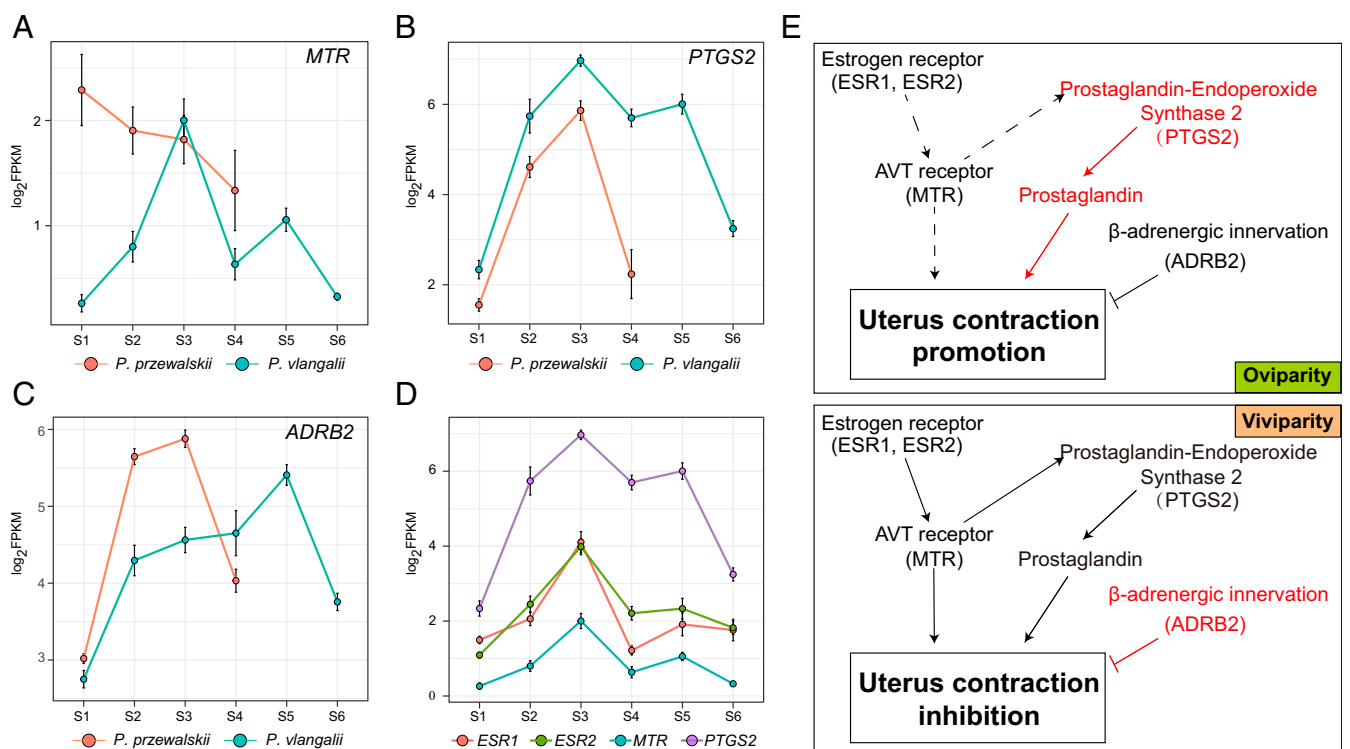 A
MTR
log2FPKM
2
1
S1 S2 S3 S4 S5 S6
P. przewalskii P. vlangalii
B
PTGS2
log2FPKM
6
4
2
S1 S2 S3 S4 S5 S6
P. przewalskii P. vlangalii
C
ADRB2
log2FPKM
6
5
4
3
S1 S2 S3 S4 S5 S6
P. przewalskii P. vlangalii
D
log2FPKM
6
4
2
0
S1 S2 S3 S4 S5 S6
ESR1 ESR2 MTR PTGS2
E
Estrogen receptor
(ESR1, ESR2)
Prostaglandin-Endoperoxide
Synthase 2
(PTGS2)
AVT receptor
(MTR)
Prostaglandin
β-adrenergic innervation
(ADRB2)
Uterus contraction
promotion
Oviparity
Viviparity
Estrogen receptor
(ESR1, ESR2)
Prostaglandin-Endoperoxide
Synthase 2
(PTGS2)
AVT receptor
(MTR)
Prostaglandin
β-adrenergic innervation
(ADRB2)
Uterus contraction
inhibition